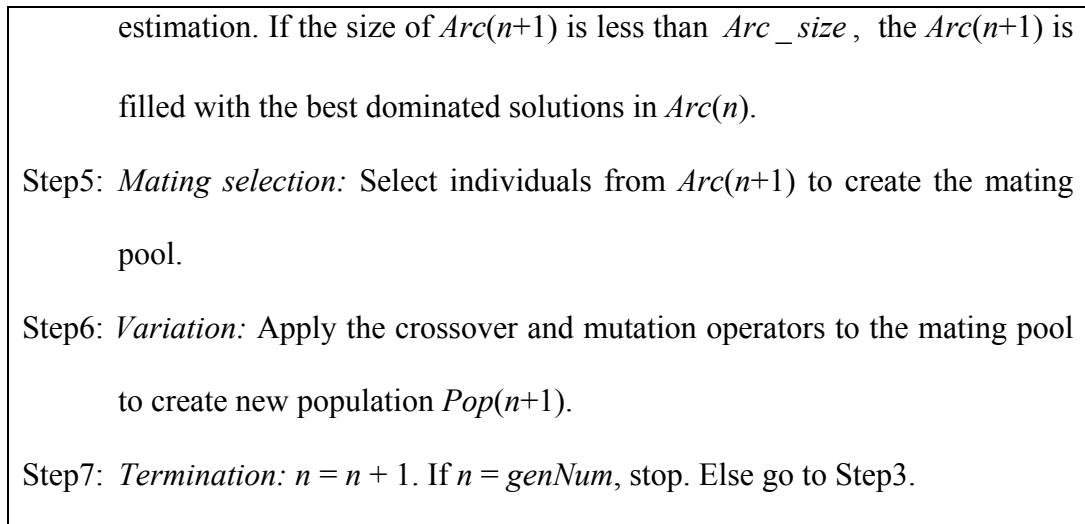 estimation. If the size of Arc(n+1) is less than Arc _ size , the Arc(n+1) is
filled with the best dominated solutions in Arc(n).
Step5: Mating selection: Select individuals from Arc(n+1) to create the mating
pool.
Step6: Variation: Apply the crossover and mutation operators to the mating pool
to create new population Pop(n+1).
Step7: Termination: n = n + 1. If n = genNum, stop. Else go to Step3.